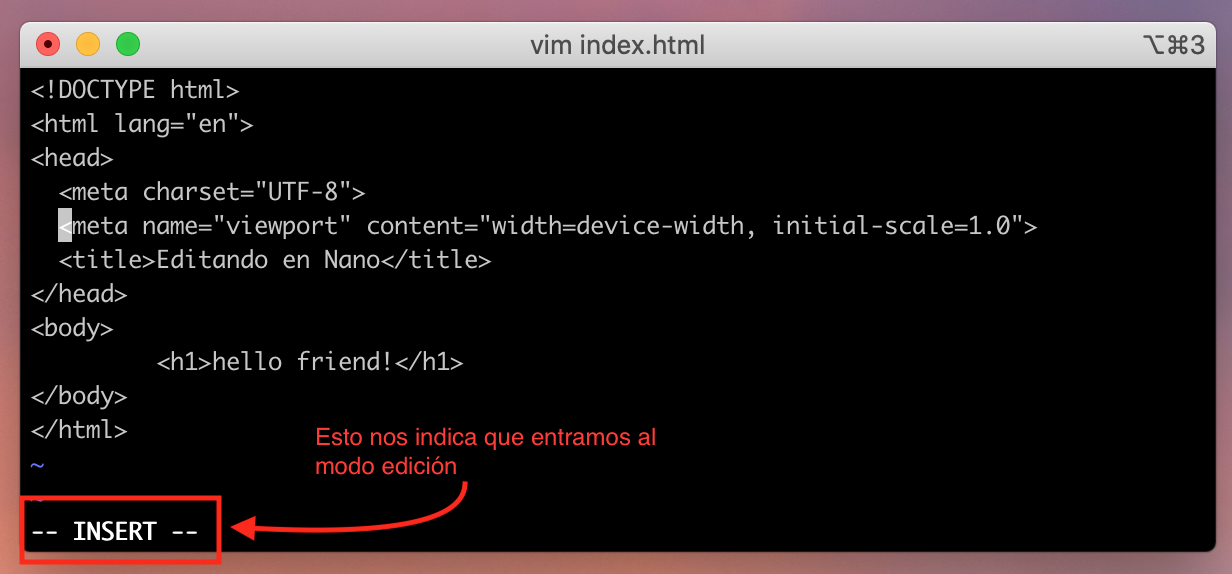 vim index.html
⌥⌘3
<!DOCTYPE html>
<html lang="en">
<head>
  <meta charset="UTF-8">
  <meta name="viewport" content="width=device-width, initial-scale=1.0">
  <title>Editando en Nano</title>
</head>
<body>
         <h1>hello friend!</h1>
</body>
</html>
Esto nos indica que entramos al
modo edición
~
~
-- INSERT --